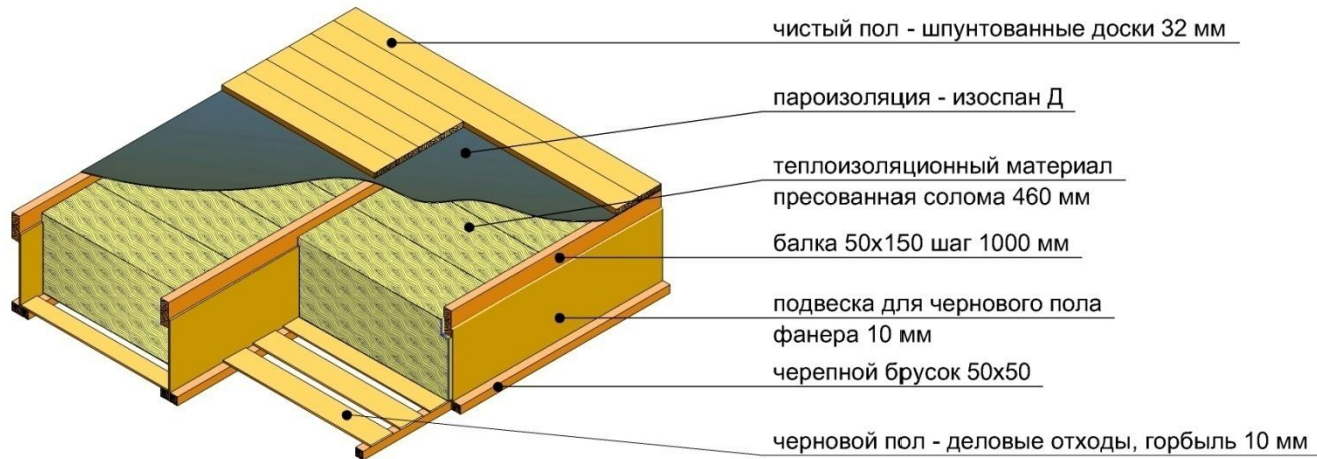 чистый пол - шпунтованные доски 32 мм
пароизоляция - изоспан Д
теплоизоляционный материал
пресованная солома 460 мм
балка 50х150 шаг 1000 мм
подвеска для чернового пола
фанера 10 мм
черепной брусок 50х50
черновой пол - деловые отходы, горбыль 10 мм